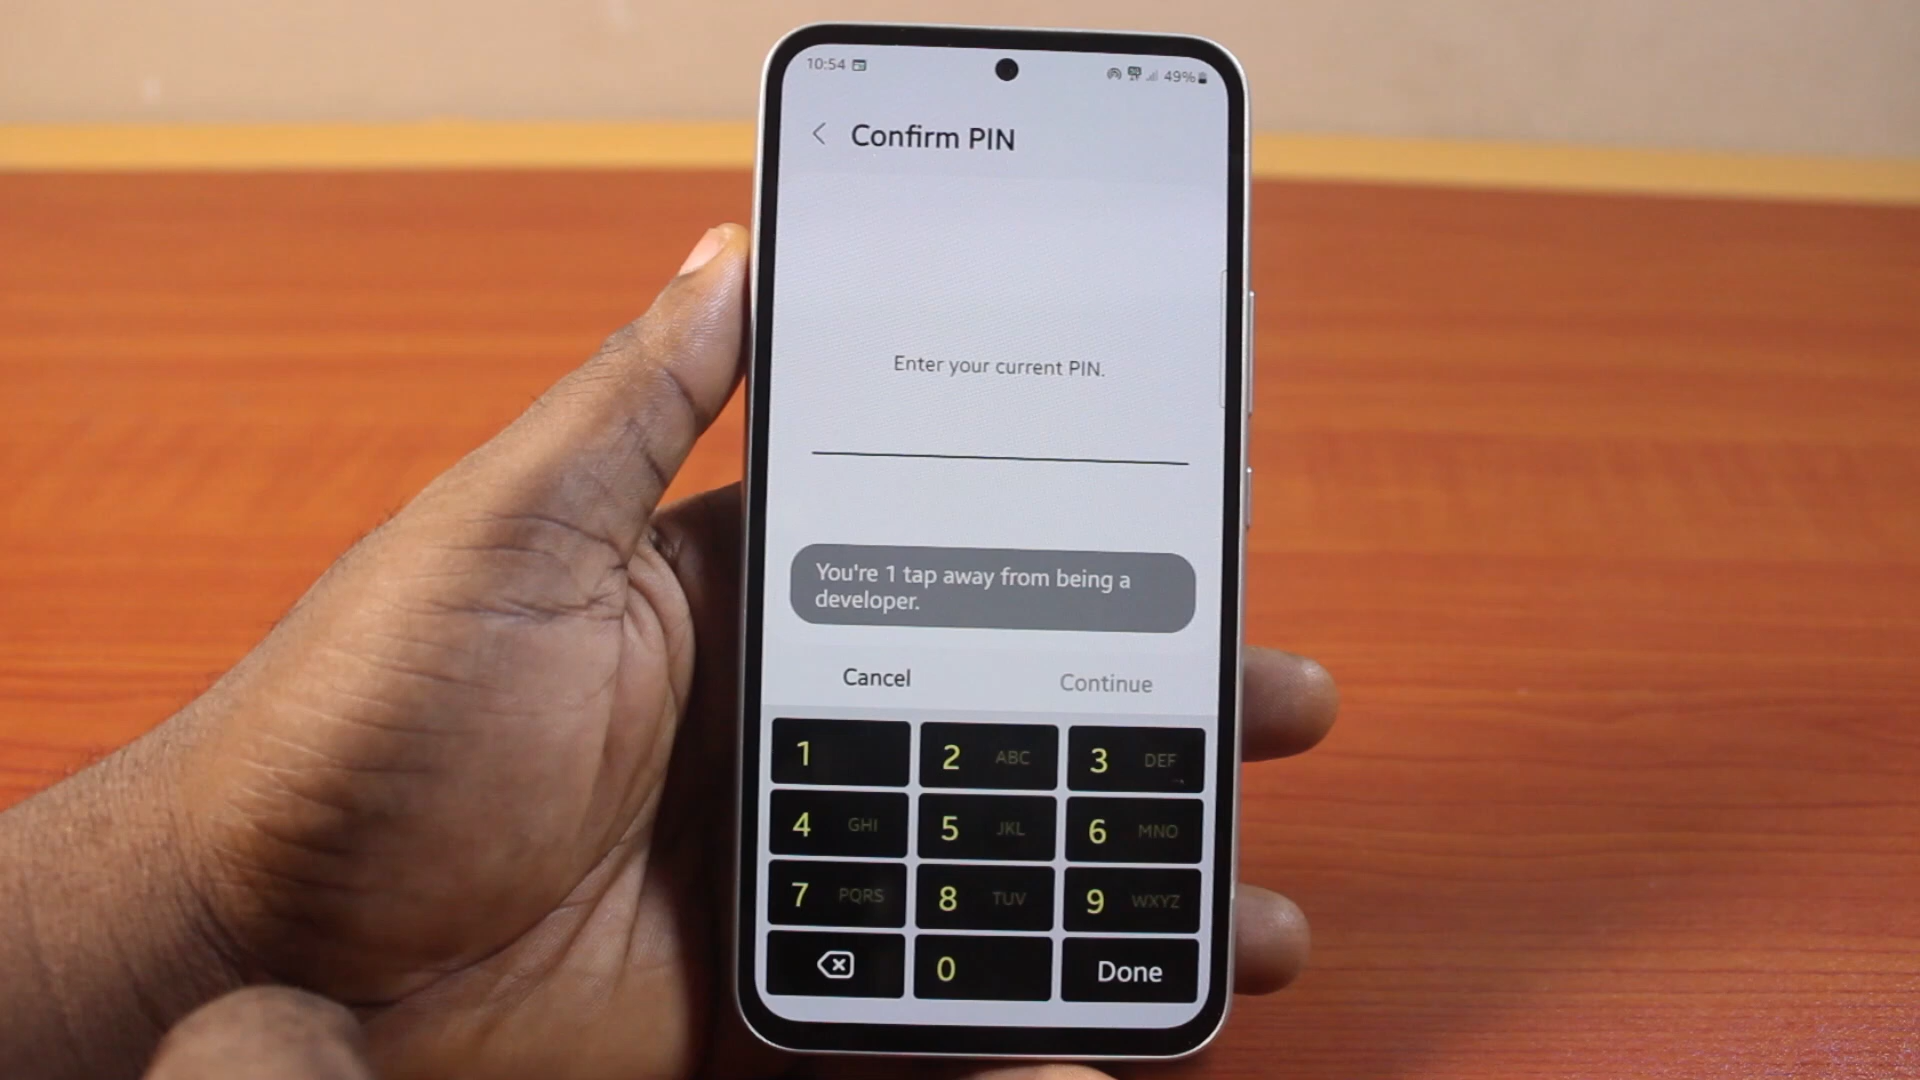 10:54
49%
Confirm PIN
Enter your current PIN.
You're 1 tap away from being a
developer.
Cancel Continue
1 2 ABC 3 DEF
4 GHI 5 JKL 6 MNO
7 PQRS 8 TUV 9 WXYZ
0 Done